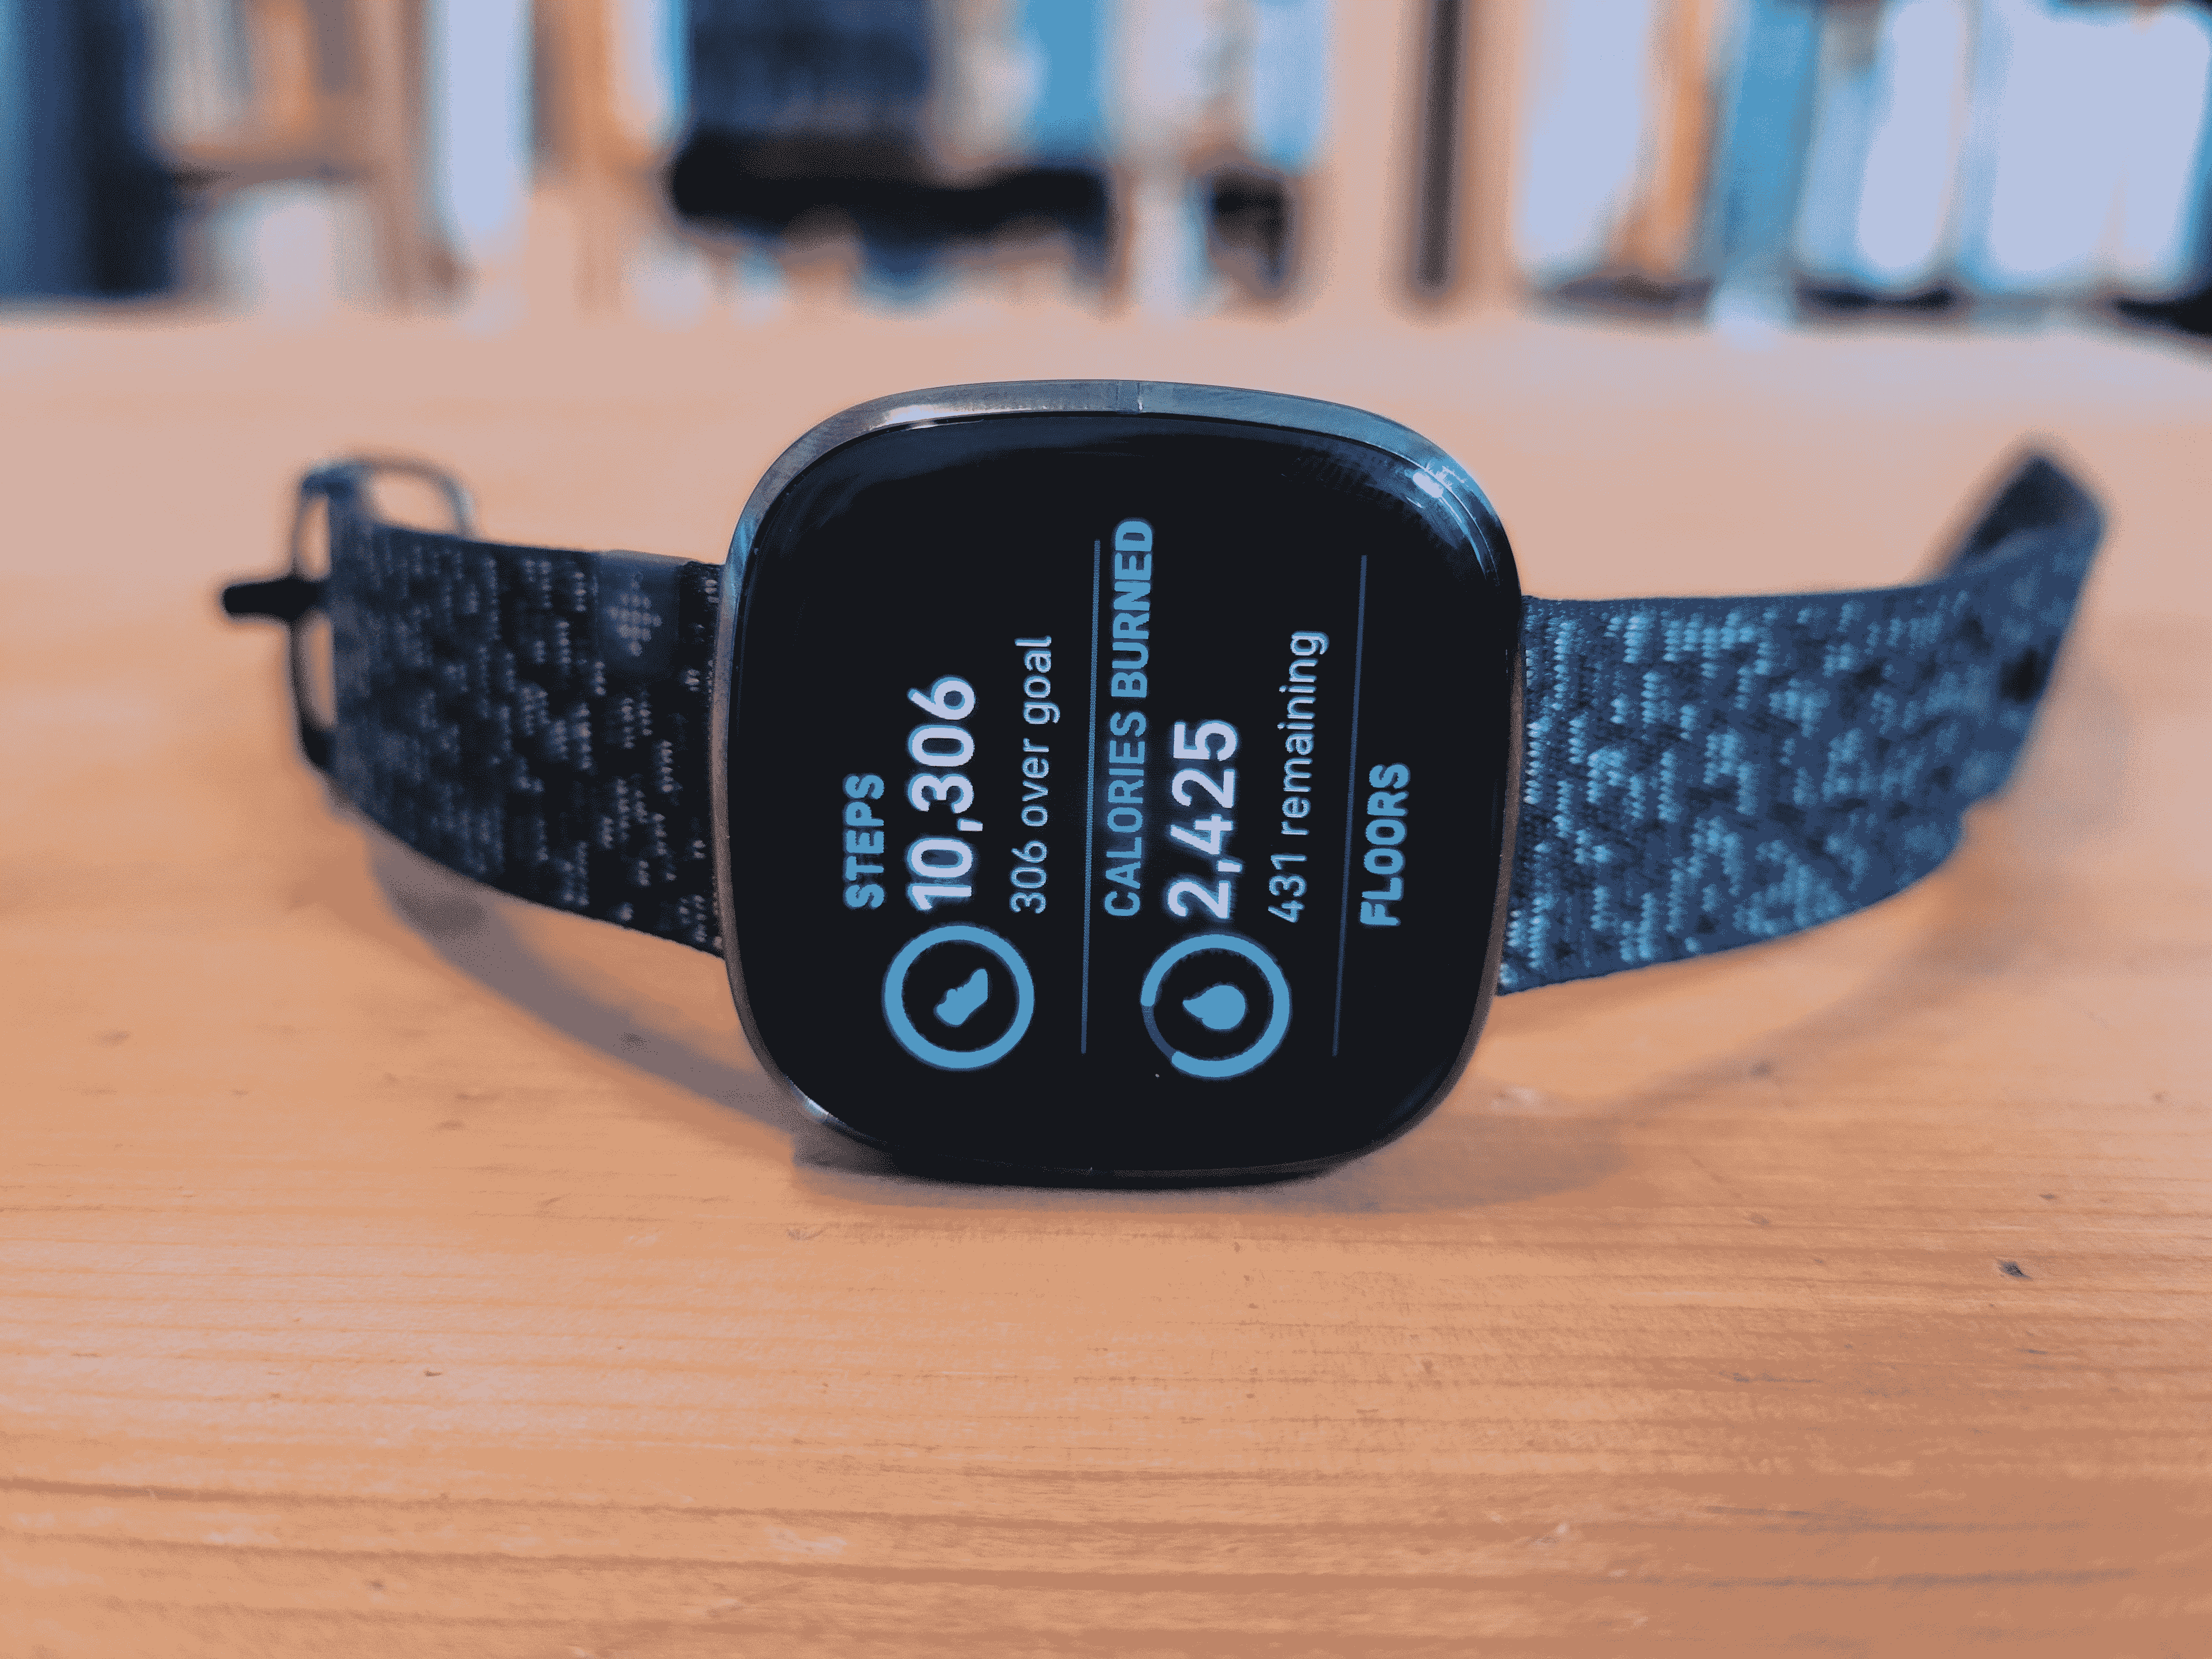 STEPS
10,306
306 over goal
CALORIES BURNED
2,425
431 remaining
FLOORS